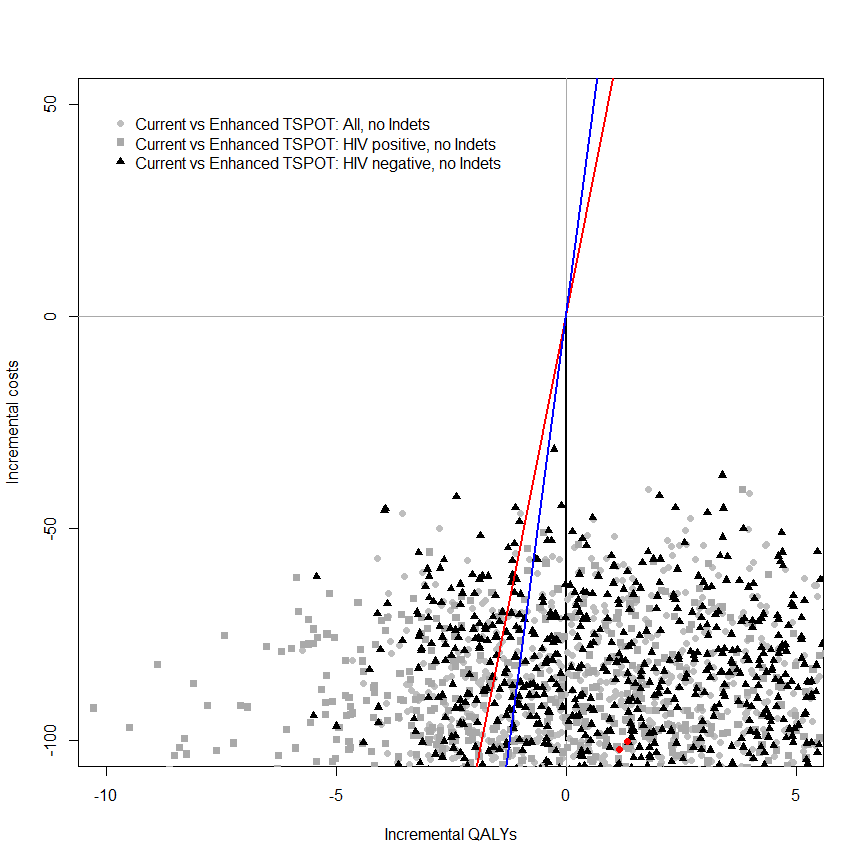 Current vs Enhanced TSPOT: All, no Indets
Current vs Enhanced TSPOT: HIV positive, no Indets
Current vs Enhanced TSPOT: HIV negative, no Indets
50
0
-50
-100
Incremental costs
-10
-5
0
5
Incremental QALYs